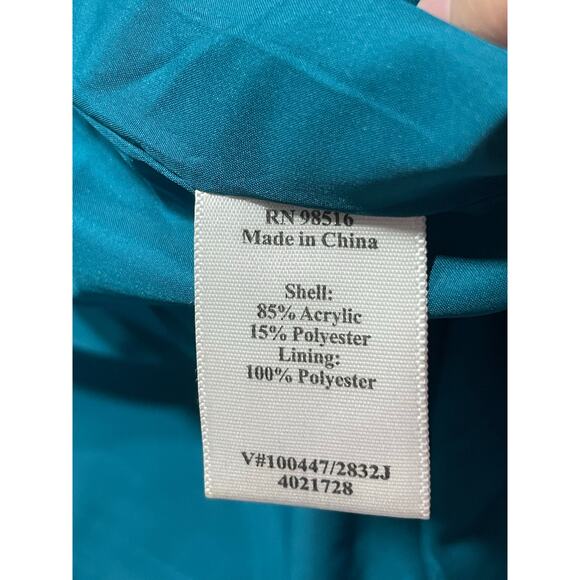 RN 98516
Made in China
Shell:
85% Acrylic
15% Polyester
Lining:
100% Polyester
V#100447/2832J
4021728